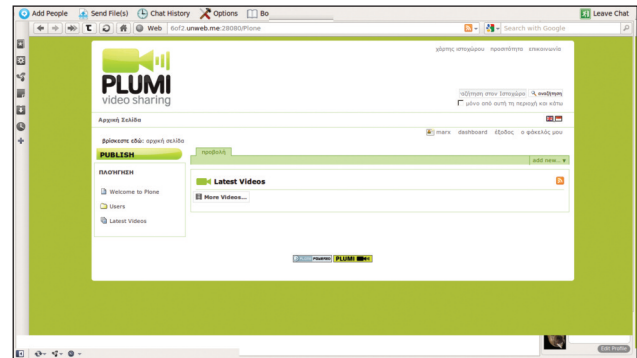 Add People Send File(s) Chat History Options Bo
Leave Chat
Web 6of2.unweb.me:28080/Plone
Search with Google
χάρτης ιστοχώρου προσιτότητα επικοινωνία
PLUMI
video sharing
αζήτηση στον Ιστοχώρο αναζήτηση
μόνο από αυτή τη περιοχή και κάτω
Αρχική Σελίδα
marx dashboard έξοδος ο φάκελός μου
βρίσκεστε εδώ: αρχική σελίδα
PUBLISH
προβολή
add new...
ΠΛΟΉΓΗΣΗ
Latest Videos
Welcome to Plone
More Videos...
Users
Latest Videos
POWERED PLUMI
Edit Profile